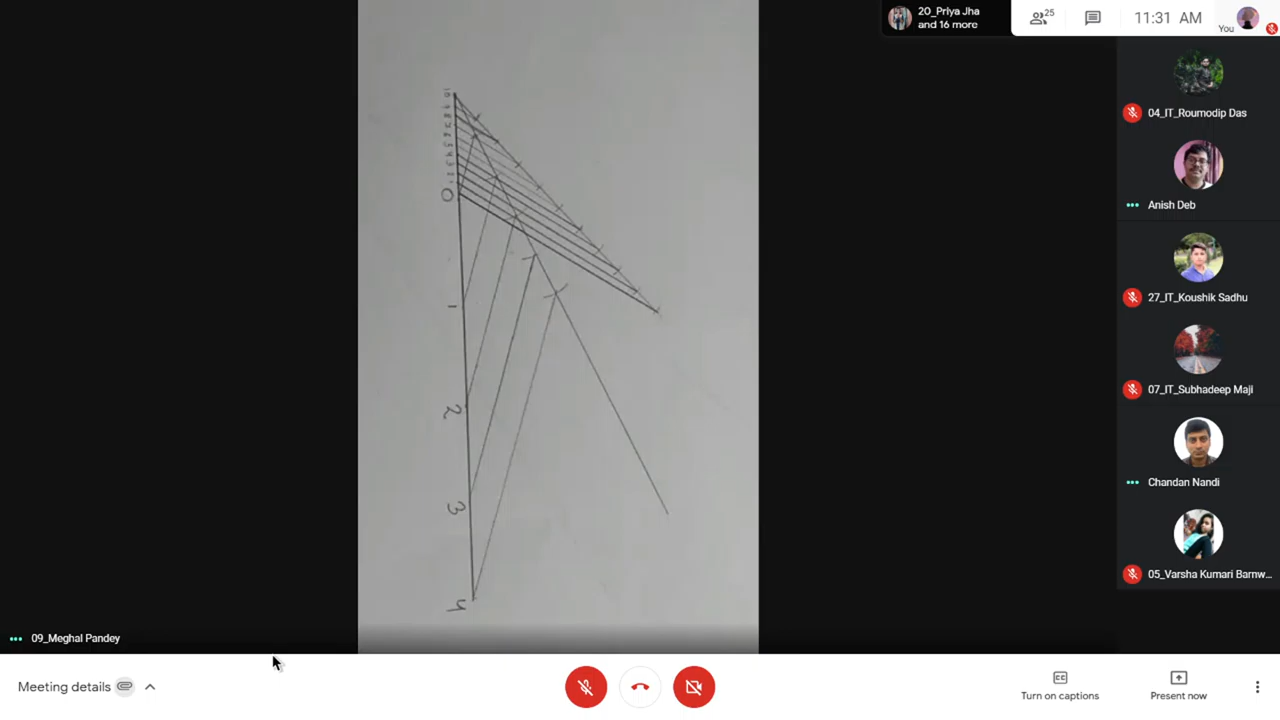 20_Priya Jha
and 16 more
25
11:31 AM
You
04_IT_Roumodip Das
Anish Deb
27_IT_Koushik Sadhu
07_IT_Subhadeep Maji
Chandan Nandi
05_Varsha Kumari Barnw...
0
1
2
3
4
09_Meghal Pandey
Meeting details
Turn on captions
Present now